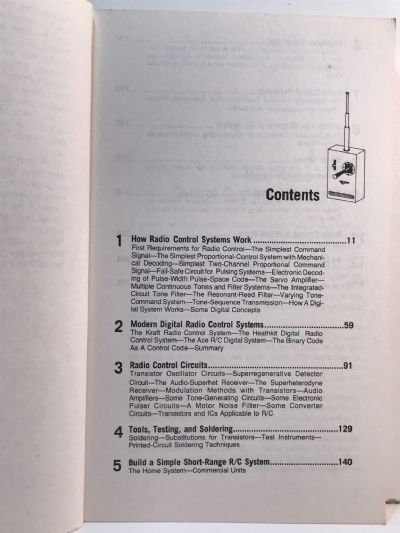 Contents
1 How Radio Control Systems Work ..............................11
First Requirements for Radio Control—The Simplest Command
Signal—The Simplest Proportional-Control System with Mechani-
cal Decoding—Simplest Two-Channel Proportional Command
Signal—Fail-Safe Circuit for Pulsing Systems—Electronic Decod-
ing of Pulse-Width Pulse-Space Code—The Servo Amplifier—
Multiple Continuous Tones and Filter Systems—The Integrated-
Circuit Tone Filter—The Resonant-Reed Filter—Varying Tone-
Command System—Tone-Sequence Transmission—How A Digi-
tal System Works—Some Digital Concepts
2 Modern Digital Radio Control Systems..........................59
The Kraft Radio Control System—The Heathkit Digital Radio
Control System—The Ace R/C Digital System—The Binary Code
As A Control Code—Summary
3 Radio Control Circuits.............................................91
Transistor Oscillator Circuits—Superregenerative Detector
Circuit—The Audio-Superhet Receiver—The Superheterodyne
Receiver—Modulation Methods with Transistors—Audio
Amplifiers—Some Tone-Generating Circuits—Some Electronic
Pulser Circuits—A Motor Noise Filter—Some Converter
Circuits—Transistors and ICs Applicable to R/C
4 Tools, Testing, and Soldering...................................129
Soldering—Substitutions for Transistors—Test Instruments—
Printed-Circuit Soldering Techniques
5 Build a Simple Short-Range R/C System.....................140
The Home System—Commercial Units